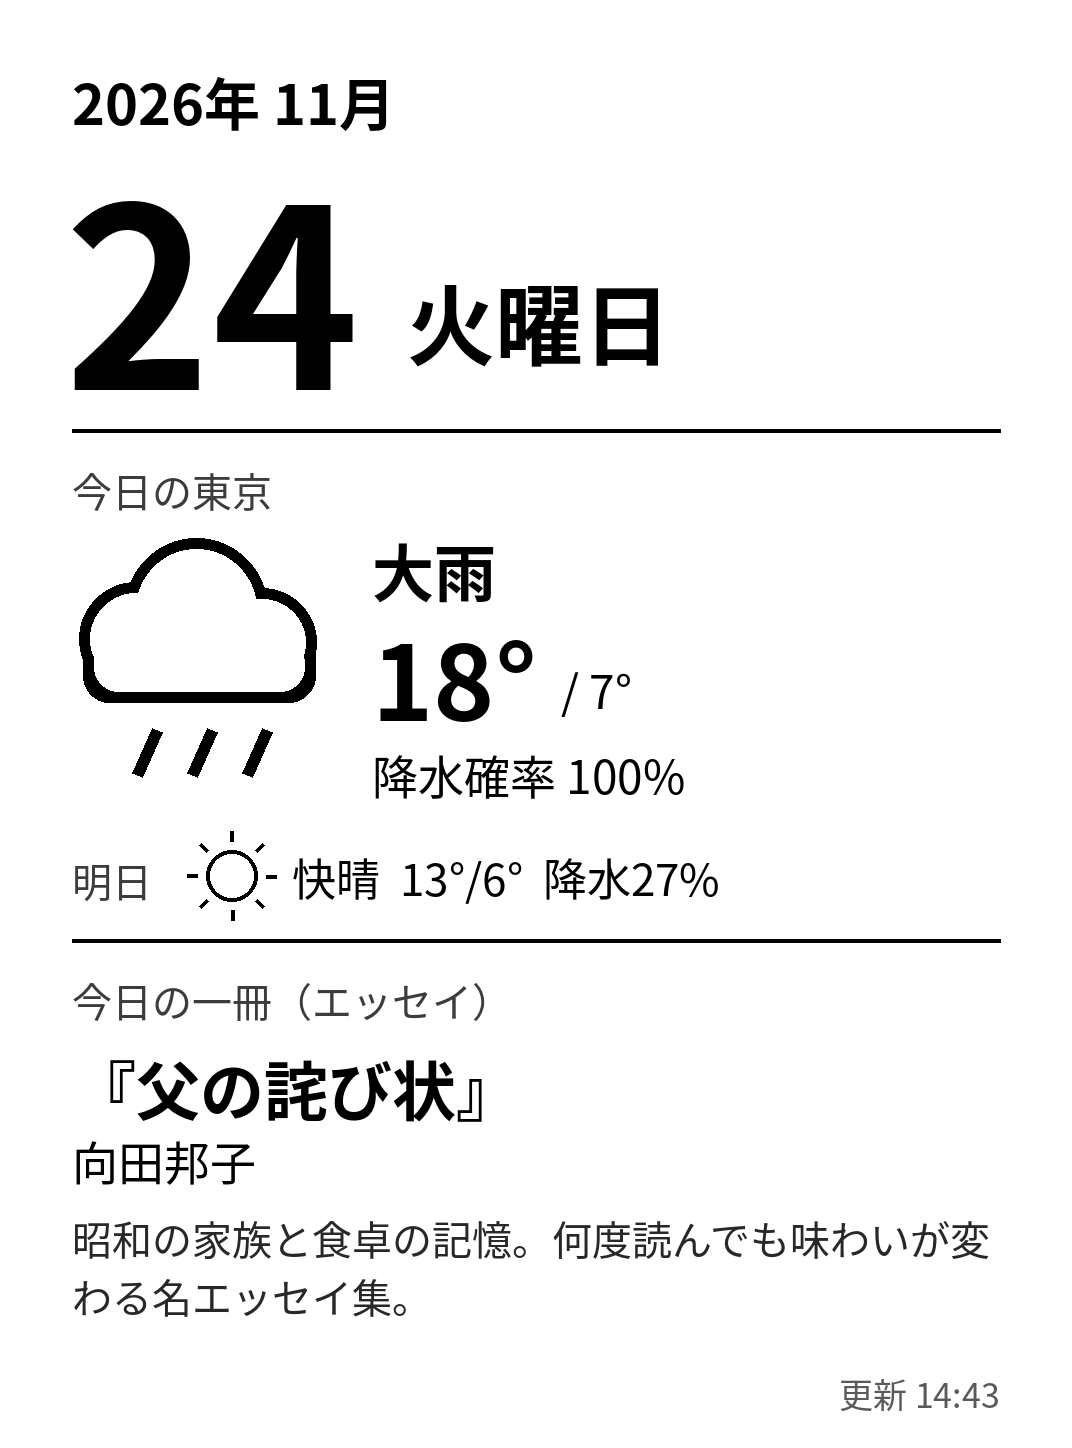 2026年 11月
24 火曜日
今日の東京
大雨
18° / 7°
降水確率 100%
明日 快晴 13°/6° 降水27%
今日の一冊（エッセイ）
『父の詫び状』
向田邦子
昭和の家族と食卓の記憶。何度読んでも味わいが変
わる名エッセイ集。
更新 14:43